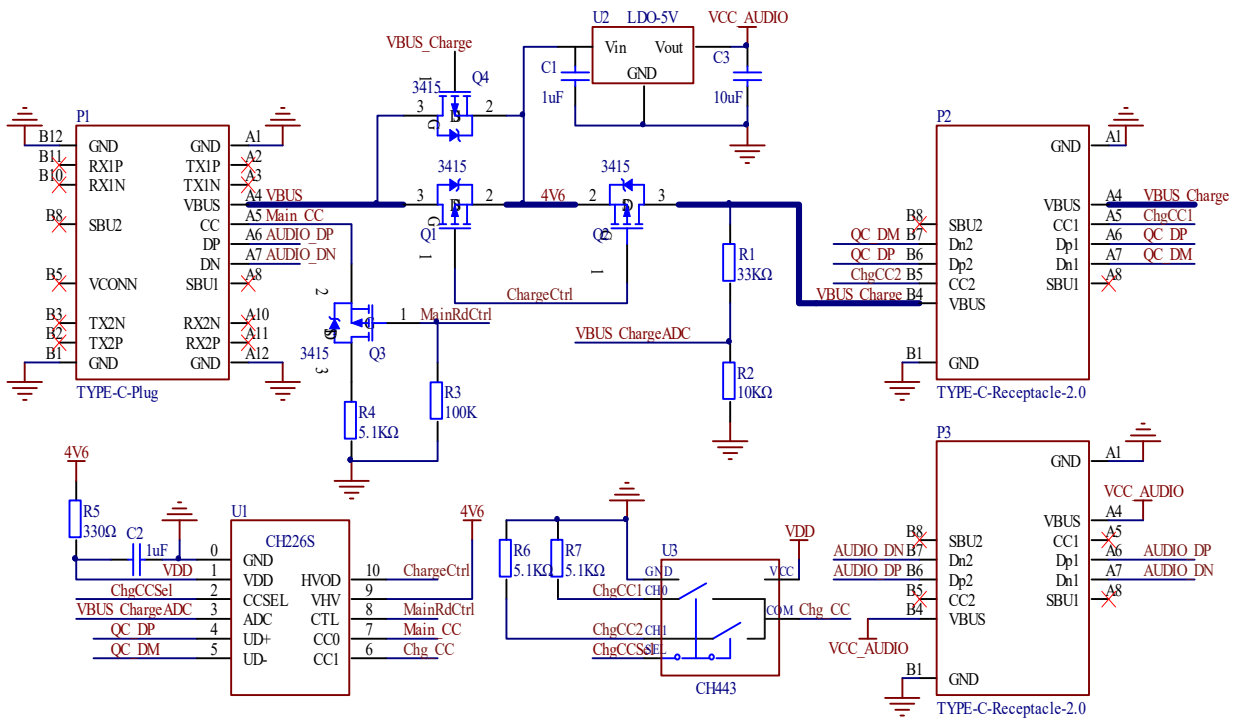 U2 LDO-5V
VCC_AUDIO
VBUS_Charge
Vin
Vout
GND
C1
1uF
C3
10uF
3415
Q4
1
3
2
G
D
P1
B12
GND
GND
A1
B11
RX1P
TX1P
A2
B10
RX1N
TX1N
A3
VBUS
A4
VBUS
B8
SBU2
CC
A5
Main_CC
DP
A6
AUDIO_DP
DN
A7
AUDIO_DN
B5
VCONN
SBU1
A8
B3
TX2N
RX2N
A10
B2
TX2P
RX2P
A11
B1
GND
GND
A12
TYPE-C-Plug
3415
3
2
G
Q1
1
4V6
3415
2
3
D
G
Q2
1
ChargeCtrl
R1
33KΩ
VBUS_ChargeADC
R2
10KΩ
2
D
G
1
MainRdCtrl
3415
3
Q3
R3
100K
R4
5.1KΩ
P2
GND
A1
VBUS
A4
VBUS_Charge
B8
SBU2
CC1
A5
ChgCC1
QC_DM
B7
Dn2
Dp1
A6
QC_DP
QC_DP
B6
Dp2
Dn1
A7
QC_DM
ChgCC2
B5
CC2
SBU1
A8
VBUS_Charge
B4
VBUS
B1
GND
TYPE-C-Receptacle-2.0
4V6
R5
330Ω
C2
1uF
VDD
ChgCCSel
VBUS_ChargeADC
QC_DP
QC_DM
U1
CH226S
0
GND
1
VDD
HVOD
10
ChargeCtrl
2
CCSEL
VHV
9
4V6
3
ADC
CTL
8
MainRdCtrl
4
UD+
CC0
7
Main_CC
5
UD-
CC1
6
Chg_CC
R6
5.1KΩ
R7
5.1KΩ
U3
VDD
GND
VCC
ChgCC1
CH0
COM
Chg_CC
ChgCC2
CH1
ChgCCSel
SEL
CH443
P3
GND
A1
VCC_AUDIO
VBUS
A4
B8
SBU2
CC1
A5
AUDIO_DN
B7
Dn2
Dp1
A6
AUDIO_DP
AUDIO_DP
B6
Dp2
Dn1
A7
AUDIO_DN
B5
CC2
SBU1
A8
B4
VBUS
VCC_AUDIO
B1
GND
TYPE-C-Receptacle-2.0